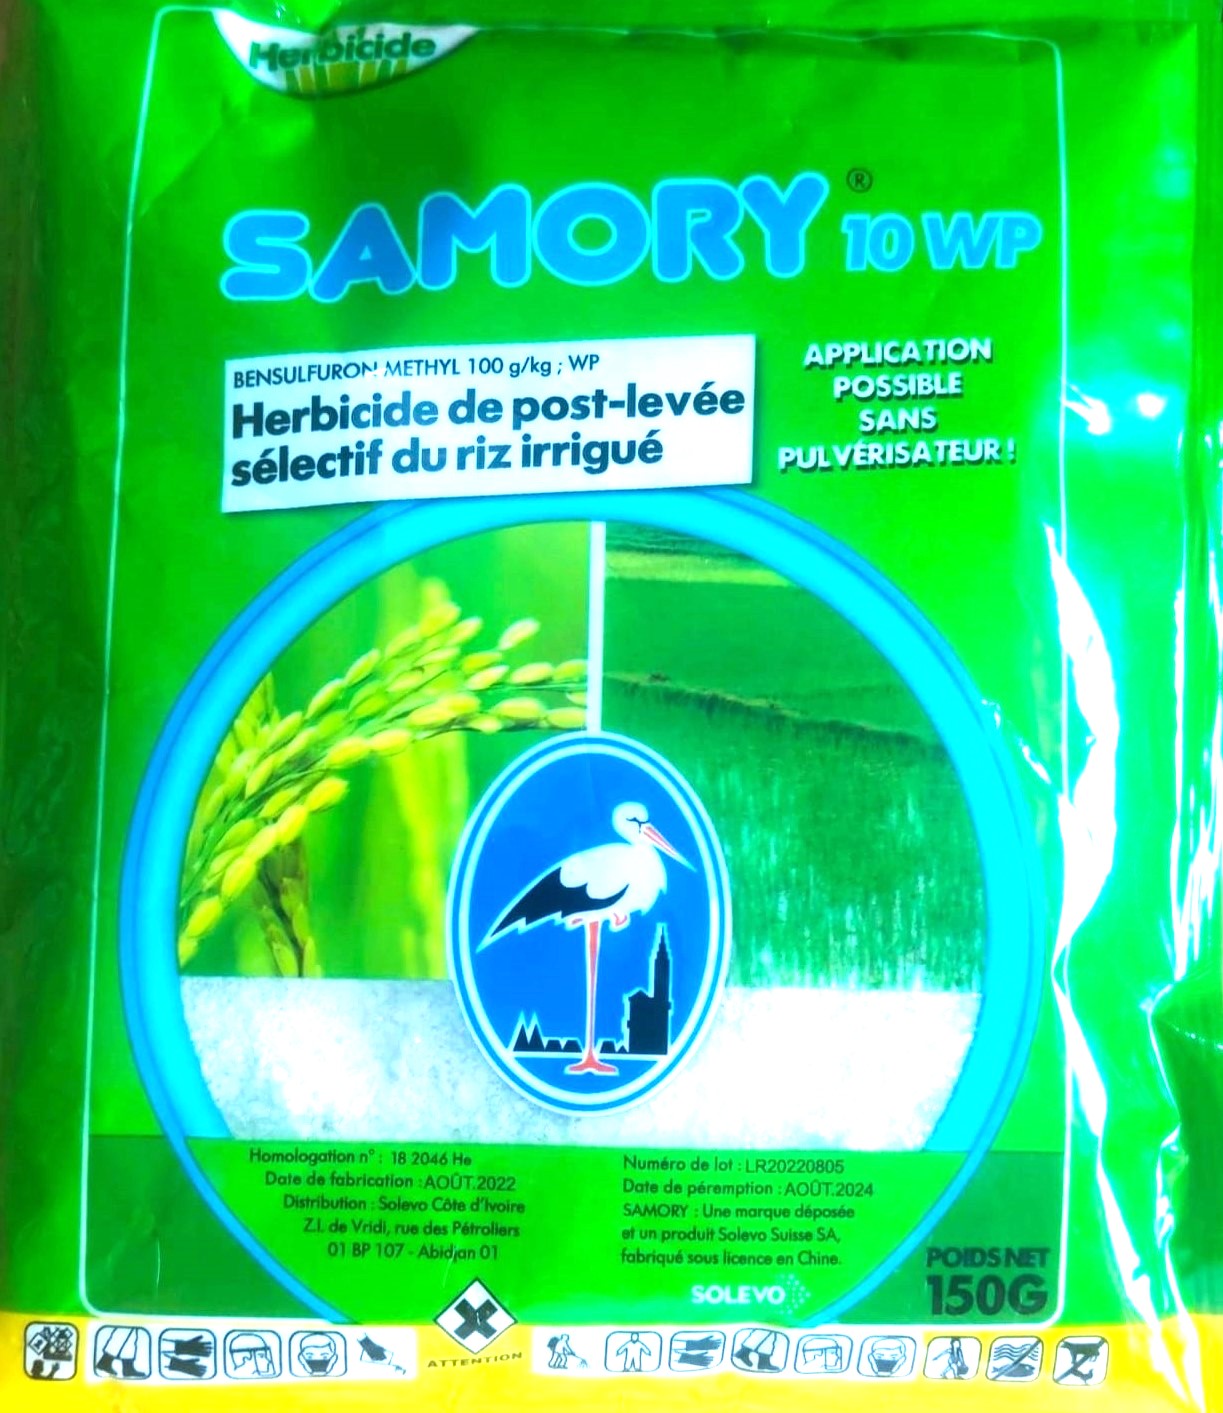 Herbicide
SAMORY® 10 WP
BENSULFURON METHYL 100 g/kg ; WP
Herbicide de post-levée
sélectif du riz irrigué
APPLICATION
POSSIBLE
SANS
PULVÉRISATEUR !
Homologation n° : 18 2046 He
Date de fabrication : AOÛT.2022
Distribution : Solevo Côte d'Ivoire
Z.I. de Vridi, rue des Pétroliers
01 BP 107 - Abidjan 01
Numéro de lot : LR20220805
Date de péremption : AOÛT.2024
SAMORY : Une marque déposée
et un produit Solevo Suisse SA,
fabriqué sous licence en Chine.
SOLEVO
POIDS NET
150G
ATTENTION